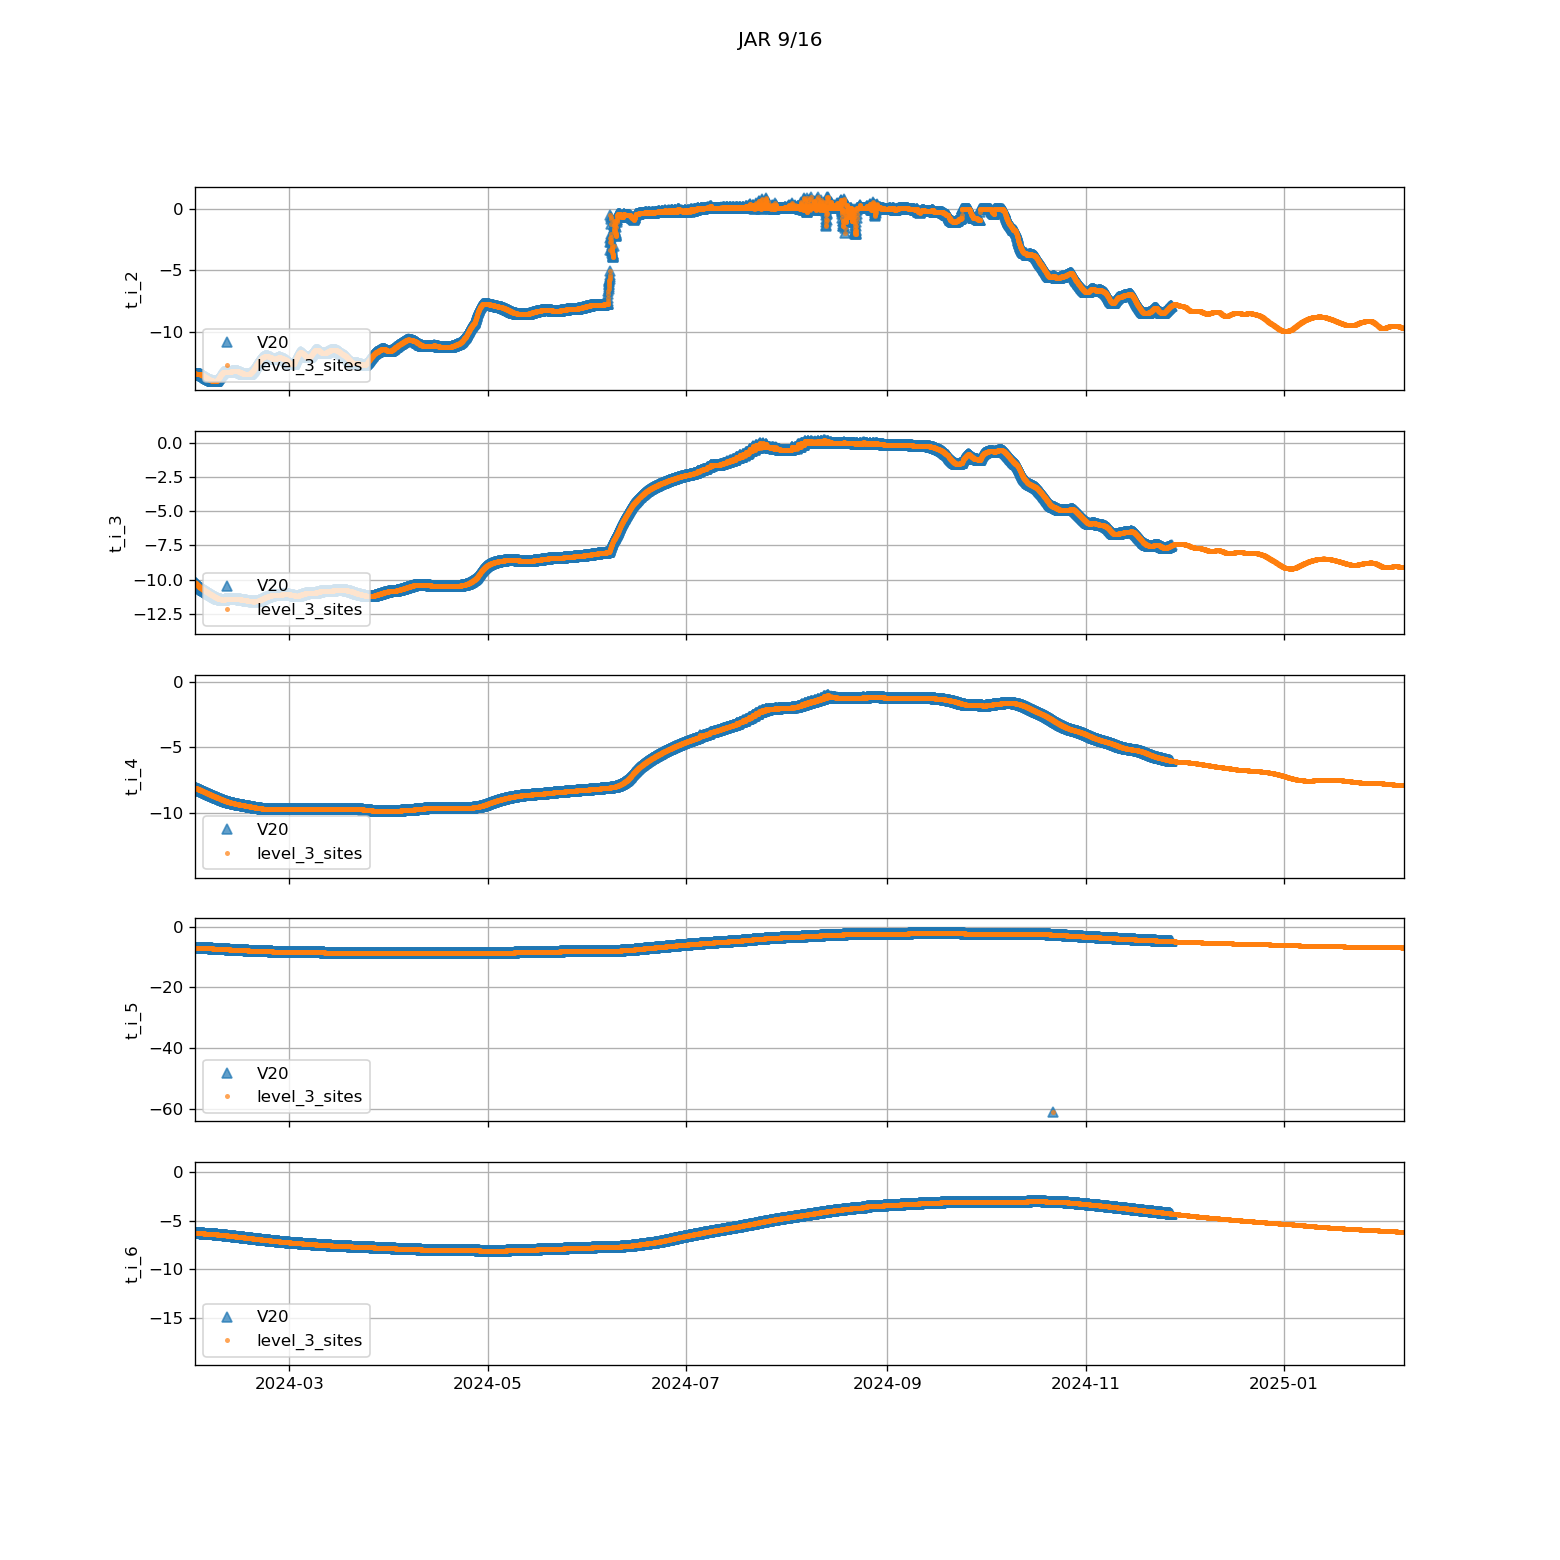 JAR 9/16
0
−5
−10
t_i_2
V20
level_3_sites
0.0
−2.5
−5.0
−7.5
−10.0
−12.5
t_i_3
V20
level_3_sites
0
−5
−10
t_i_4
V20
level_3_sites
0
−20
−40
−60
t_i_5
V20
level_3_sites
0
−5
−10
−15
t_i_6
V20
level_3_sites
2024-03 2024-05 2024-07 2024-09 2024-11 2025-01